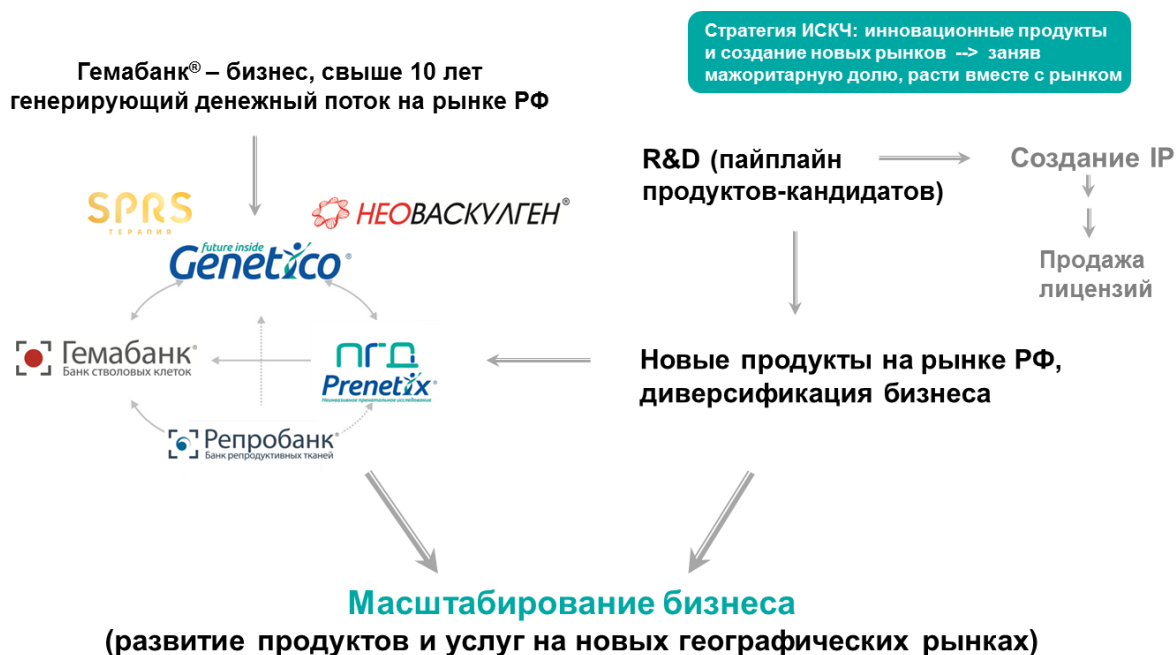 Стратегия ИСКЧ: инновационные продукты
и создание новых рынков --> заняв
мажоритарную долю, расти вместе с рынком
Гемабанк® – бизнес, свыше 10 лет
генерирующий денежный поток на рынке РФ
R&D (пайплайн
продуктов-кандидатов)
Создание IP
Продажа
лицензий
SPRS
ТЕРАПИЯ
НЕОВАСКУЛГЕН®
future inside
Genetico®
Гемабанк®
Банк стволовых клеток
ПГД
Prenetix®
Неинвазивное пренатальное исследование
Репробанк®
Банк репродуктивных тканей
Новые продукты на рынке РФ,
диверсификация бизнеса
Масштабирование бизнеса
(развитие продуктов и услуг на новых географических рынках)